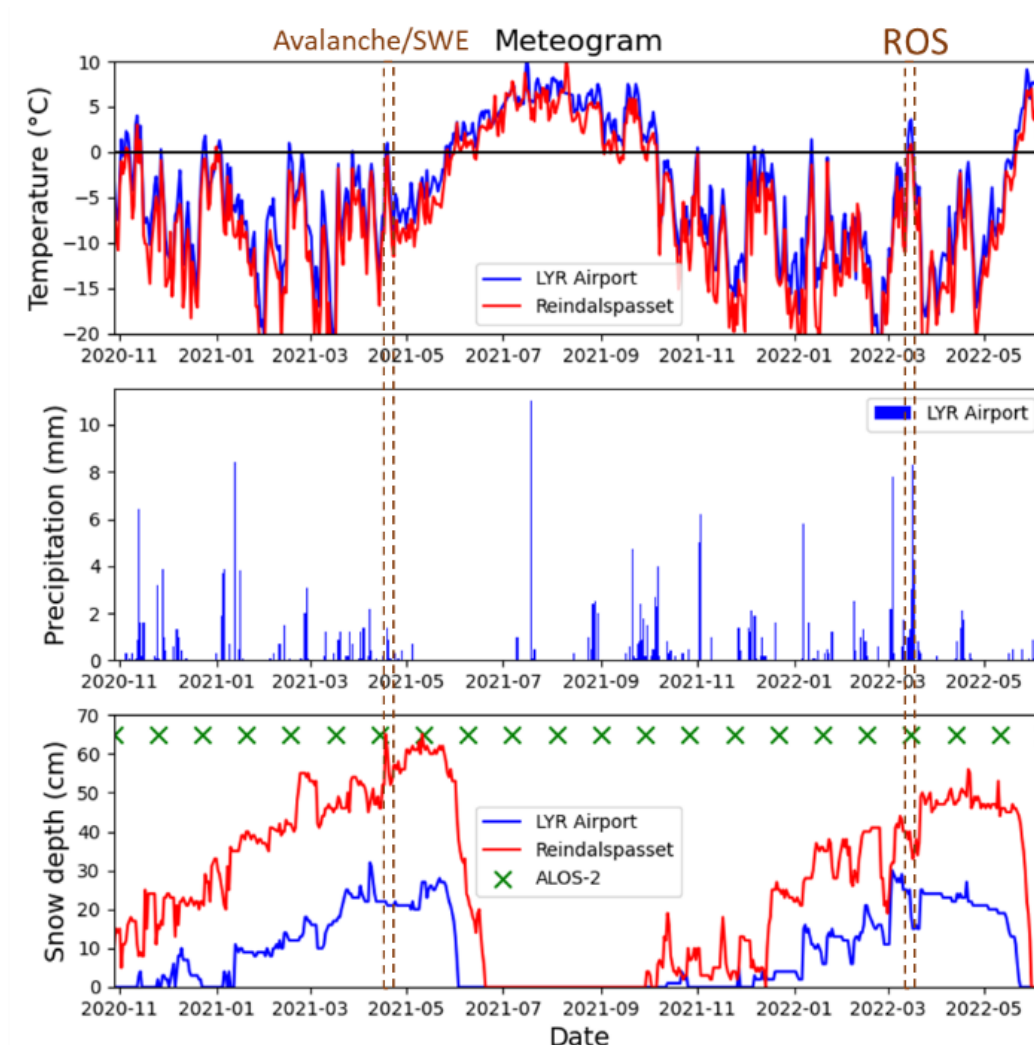 Avalanche/SWE Meteogram ROS
Temperature (°C)
10
5
0
−5
−10
−15
−20
LYR Airport
Reindalspasset
2020-11 2021-01 2021-03 2021-05 2021-07 2021-09 2021-11 2022-01 2022-03 2022-05
Precipitation (mm)
10
8
6
4
2
0
LYR Airport
2020-11 2021-01 2021-03 2021-05 2021-07 2021-09 2021-11 2022-01 2022-03 2022-05
Snow depth (cm)
70
60
50
40
30
20
10
0
LYR Airport
Reindalspasset
ALOS-2
2020-11 2021-01 2021-03 2021-05 2021-07 2021-09 2021-11 2022-01 2022-03 2022-05
Date